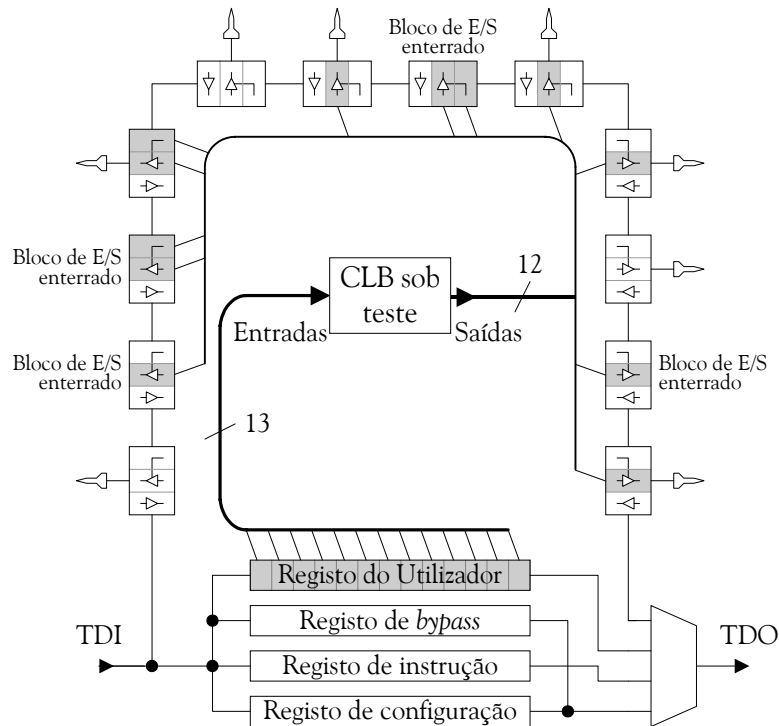 Bloco de E/S
enterrado
Bloco de E/S
enterrado
CLB sob
teste
12
Entradas
Saídas
Bloco de E/S
enterrado
Bloco de E/S
enterrado
13
Registo do Utilizador
Registo de bypass
TDI
TDO
Registo de instrução
Registo de configuração